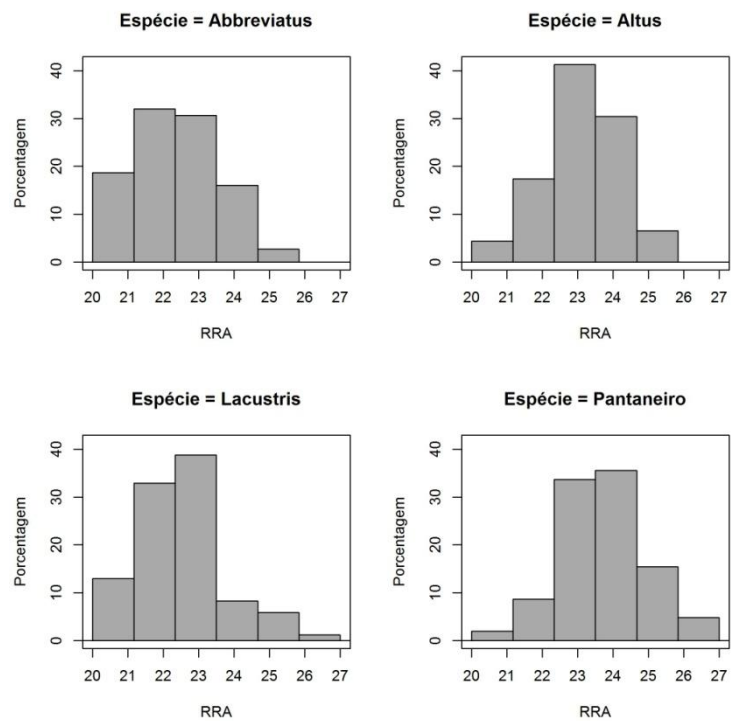 Espécie = Abbreviatus
Porcentagem
40
30
20
10
0
20 21 22 23 24 25 26 27
RRA
Espécie = Altus
Porcentagem
40
30
20
10
0
20 21 22 23 24 25 26 27
RRA
Espécie = Lacustris
Porcentagem
40
30
20
10
0
20 21 22 23 24 25 26 27
RRA
Espécie = Pantaneiro
Porcentagem
40
30
20
10
0
20 21 22 23 24 25 26 27
RRA